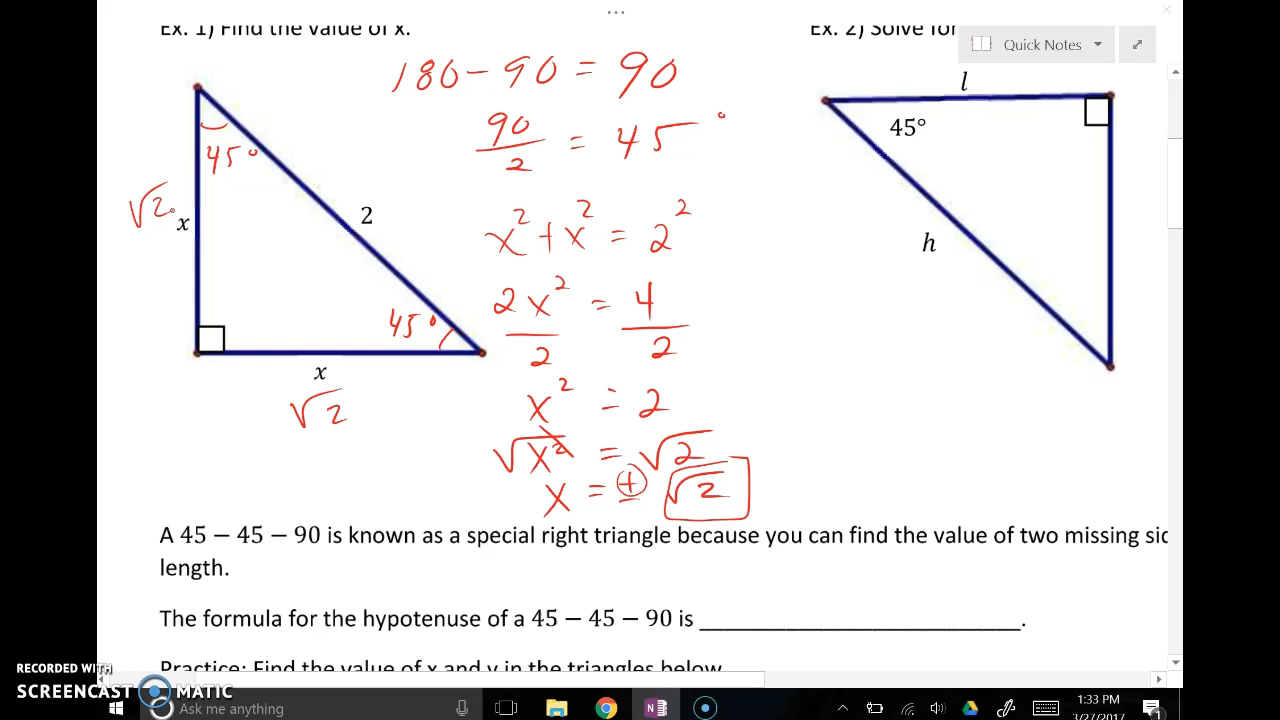 Ex. 1) Find the value of x.
Ex. 2) Solve for
Quick Notes
180 - 90 = 90
90/2 = 45°
x² + x² = 2²
2x² = 4
2 2
x² = 2
√x² = √2
x = ± √2
45°
√2
x
2
45°
x
√2
l
45°
h
A 45 − 45 − 90 is known as a special right triangle because you can find the value of two missing sid
length.
The formula for the hypotenuse of a 45 − 45 − 90 is ____________________________.
Practice: Find the value of x and y in the triangles below
RECORDED WITH
SCREENCAST MATIC
Ask me anything
1:33 PM
3/27/2017